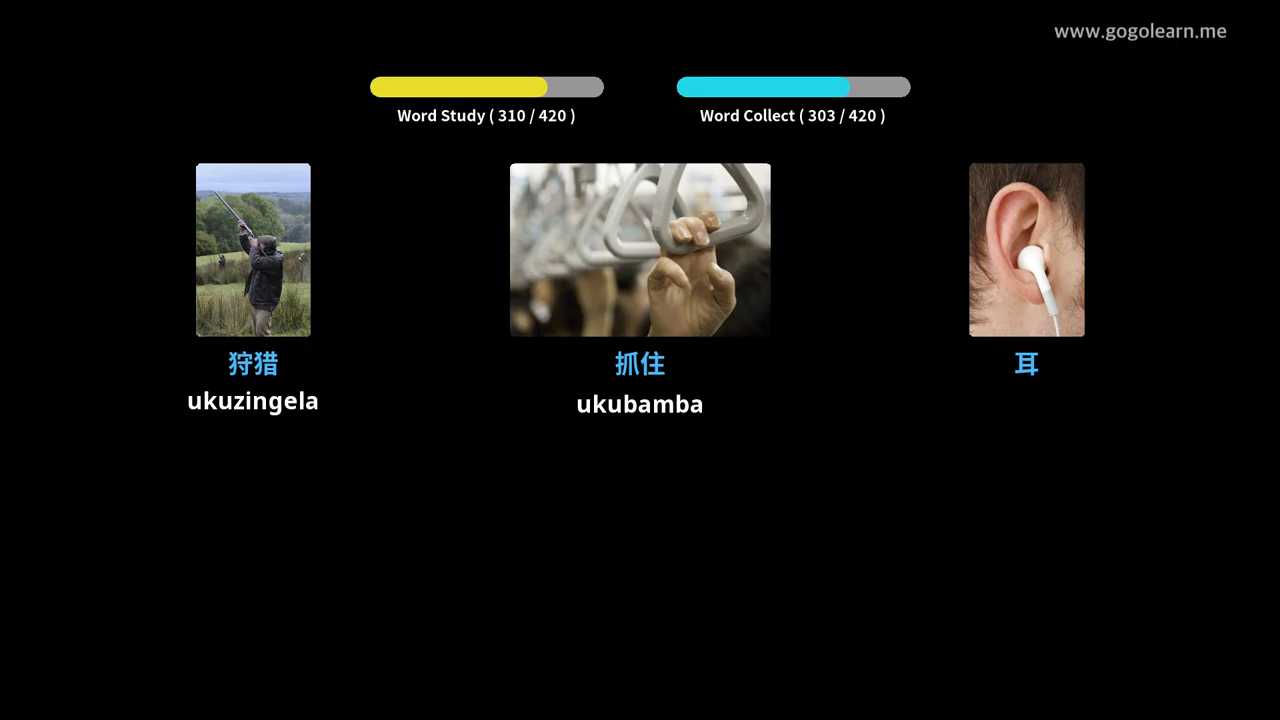 www.gogolearn.me
Word Study ( 310 / 420 )
Word Collect ( 303 / 420 )
狩猎
抓住
耳
ukuzingela
ukubamba